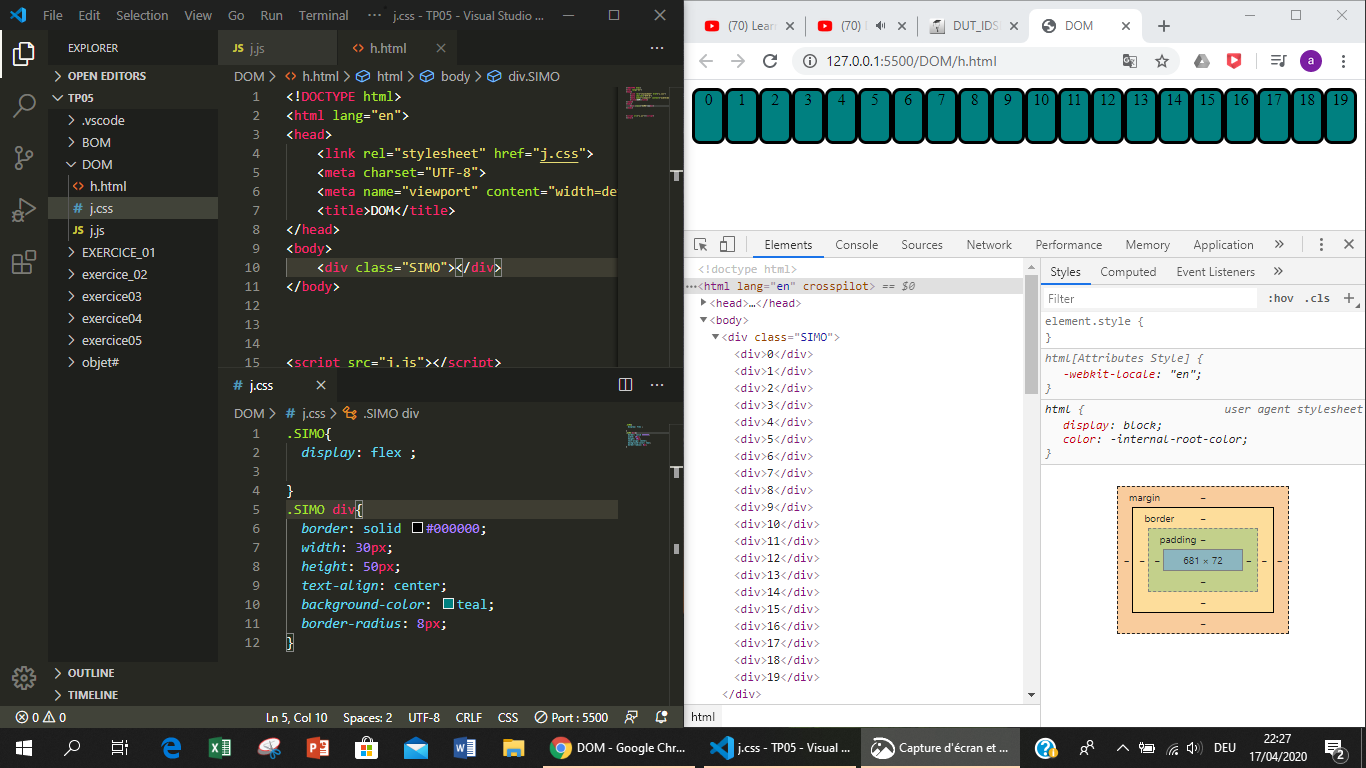 File Edit Selection View Go Run Terminal ··· j.css - TP05 - Visual Studio ...
EXPLORER
OPEN EDITORS
TP05
.vscode
BOM
DOM
h.html
j.css
j.js
EXERCICE_01
exercice_02
exercice03
exercice04
exercice05
objet#
OUTLINE
TIMELINE
j.js h.html
DOM > h.html > html > body > div.SIMO
1 <!DOCTYPE html>
2 <html lang="en">
3 <head>
4 <link rel="stylesheet" href="j.css">
5 <meta charset="UTF-8">
6 <meta name="viewport" content="width=de
7 <title>DOM</title>
8 </head>
9 <body>
10 <div class="SIMO"></div>
11 </body>
12
13
14
15 <script src="j.js"></script>
j.css
DOM > j.css > .SIMO div
1 .SIMO{
2 display: flex ;
3
4 }
5 .SIMO div{
6 border: solid #000000;
7 width: 30px;
8 height: 50px;
9 text-align: center;
10 background-color: teal;
11 border-radius: 8px;
12 }
0 0 Ln 5, Col 10 Spaces: 2 UTF-8 CRLF CSS Port : 5500
(70) Lear (70) DUT_IDS DOM
127.0.0.1:5500/DOM/h.html a
0 1 2 3 4 5 6 7 8 9 10 11 12 13 14 15 16 17 18 19
Elements Console Sources Network Performance Memory Application »
<!doctype html>
···<html lang="en" crosspilot> == $0
<head>…</head>
<body>
<div class="SIMO">
<div>0</div>
<div>1</div>
<div>2</div>
<div>3</div>
<div>4</div>
<div>5</div>
<div>6</div>
<div>7</div>
<div>8</div>
<div>9</div>
<div>10</div>
<div>11</div>
<div>12</div>
<div>13</div>
<div>14</div>
<div>15</div>
<div>16</div>
<div>17</div>
<div>18</div>
<div>19</div>
</div>
html
Styles Computed Event Listeners »
Filter :hov .cls +
element.style {
}
html[Attributes Style] {
-webkit-locale: "en";
}
html { user agent stylesheet
display: block;
color: -internal-root-color;
}
margin –
border –
padding –
– – – 681 × 72 – – –
–
–
–
DOM - Google Chr... j.css - TP05 - Visual ... Capture d'écran et ... DEU 22:27
17/04/2020 2